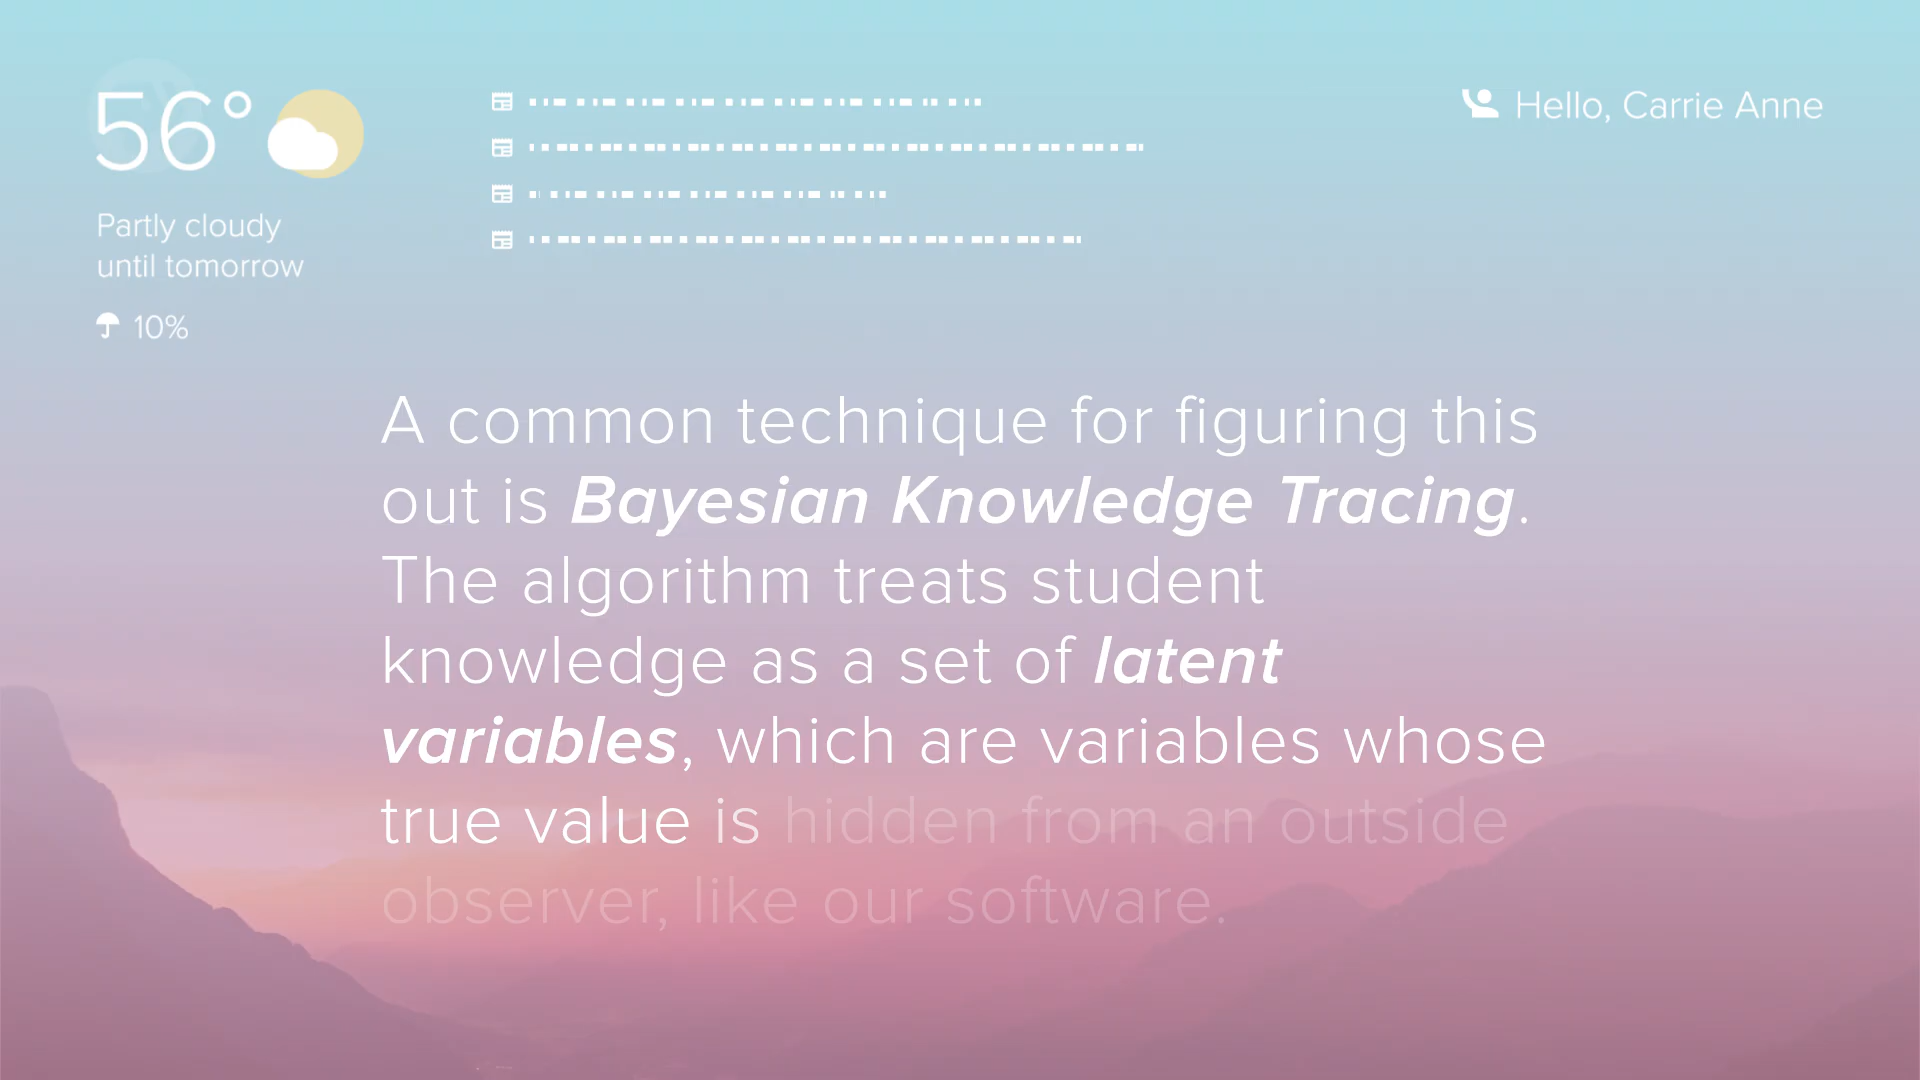 56°
Partly cloudy
until tomorrow
10%
Hello, Carrie Anne
A common technique for figuring this
out is Bayesian Knowledge Tracing.
The algorithm treats student
knowledge as a set of latent
variables, which are variables whose
true value is hidden from an outside
observer, like our software.